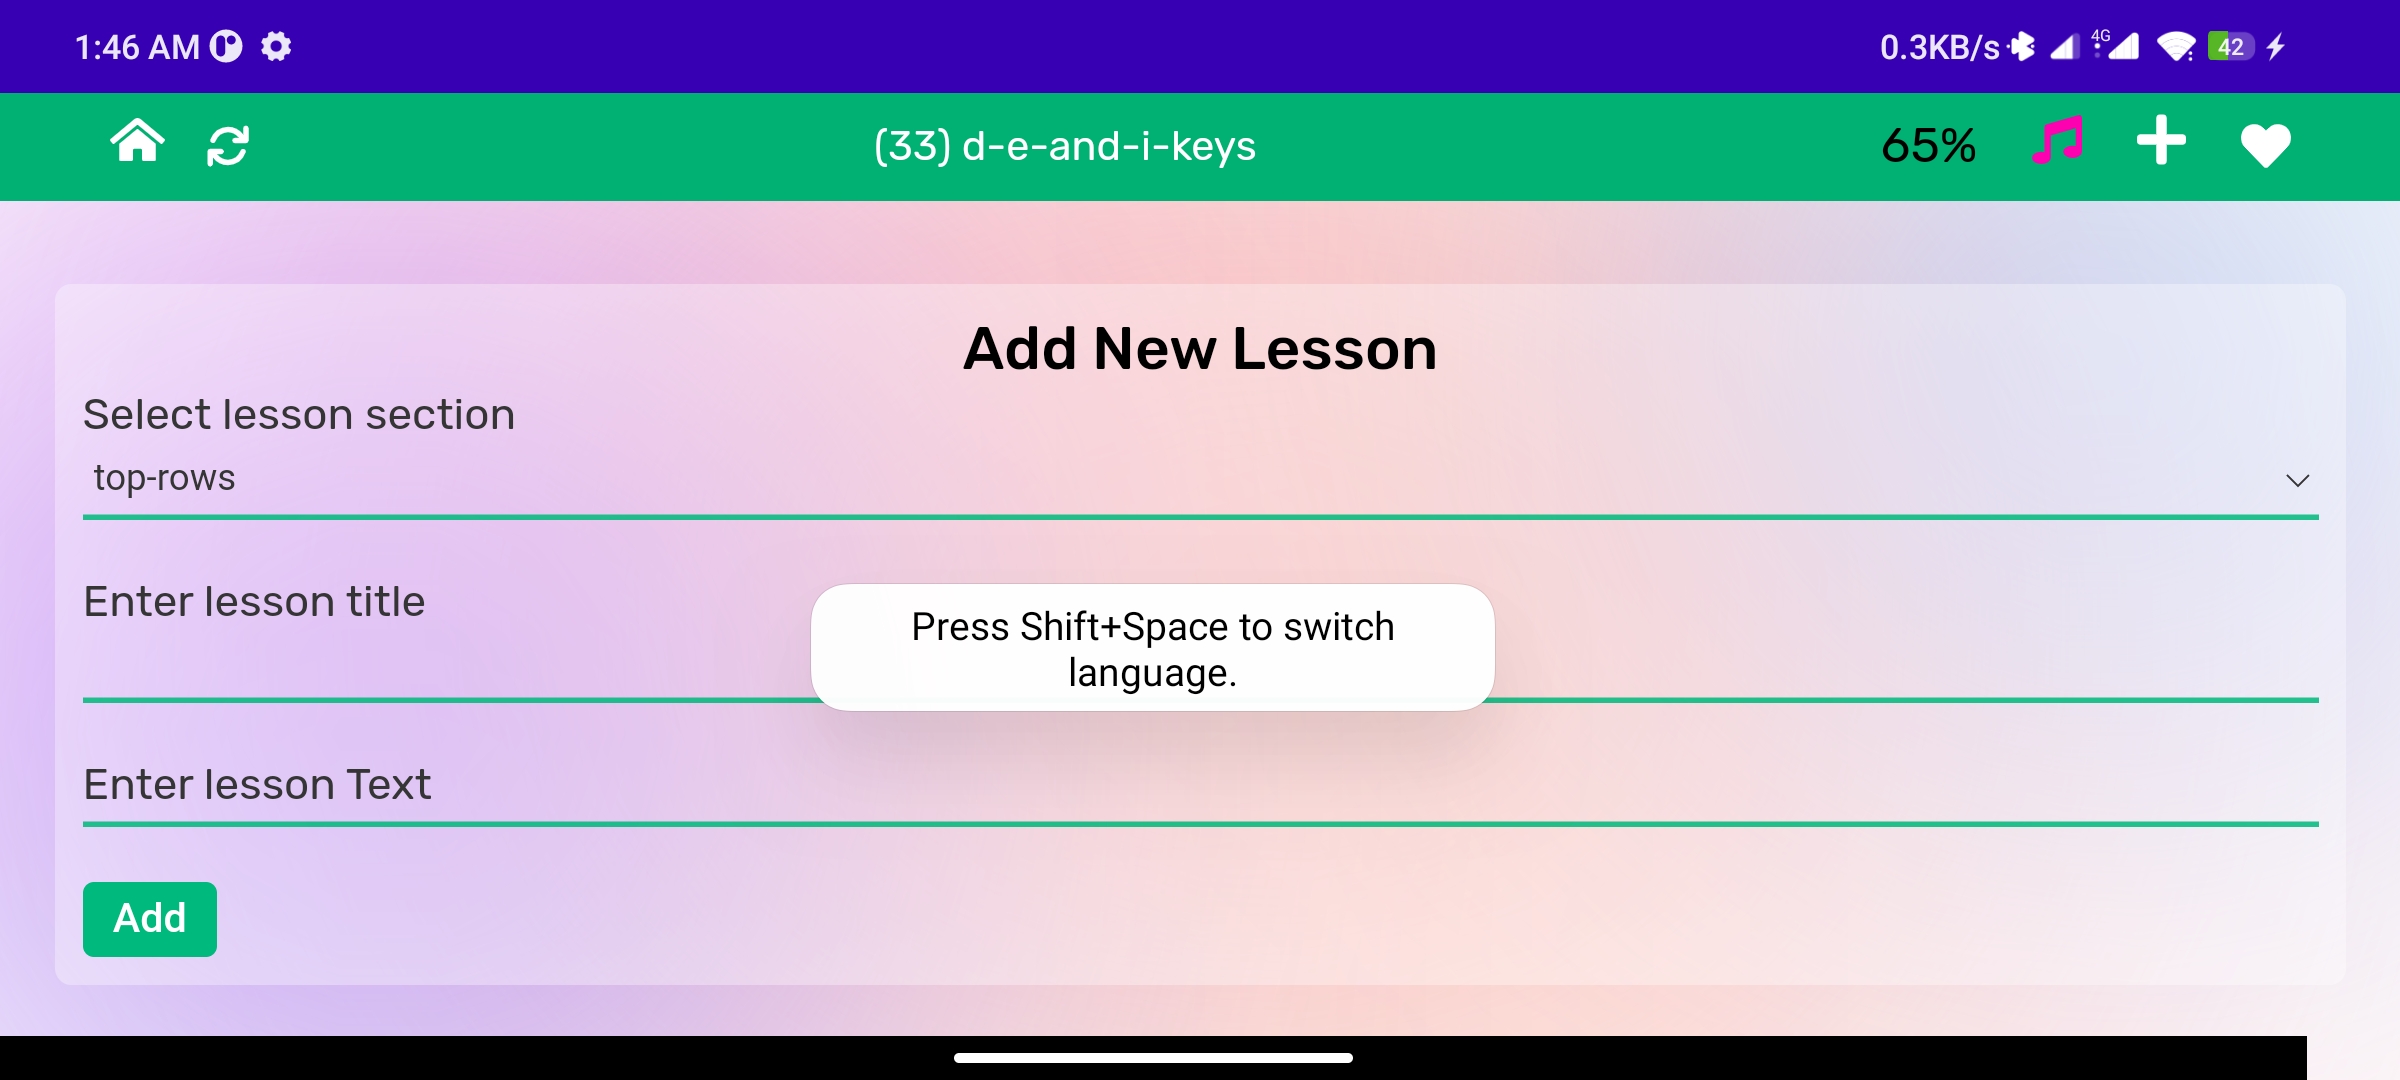 1:46 AM
0.3KB/s 4G 42
(33) d-e-and-i-keys
65%
Add New Lesson
Select lesson section
top-rows
Enter lesson title
Press Shift+Space to switch
language.
Enter lesson Text
Add